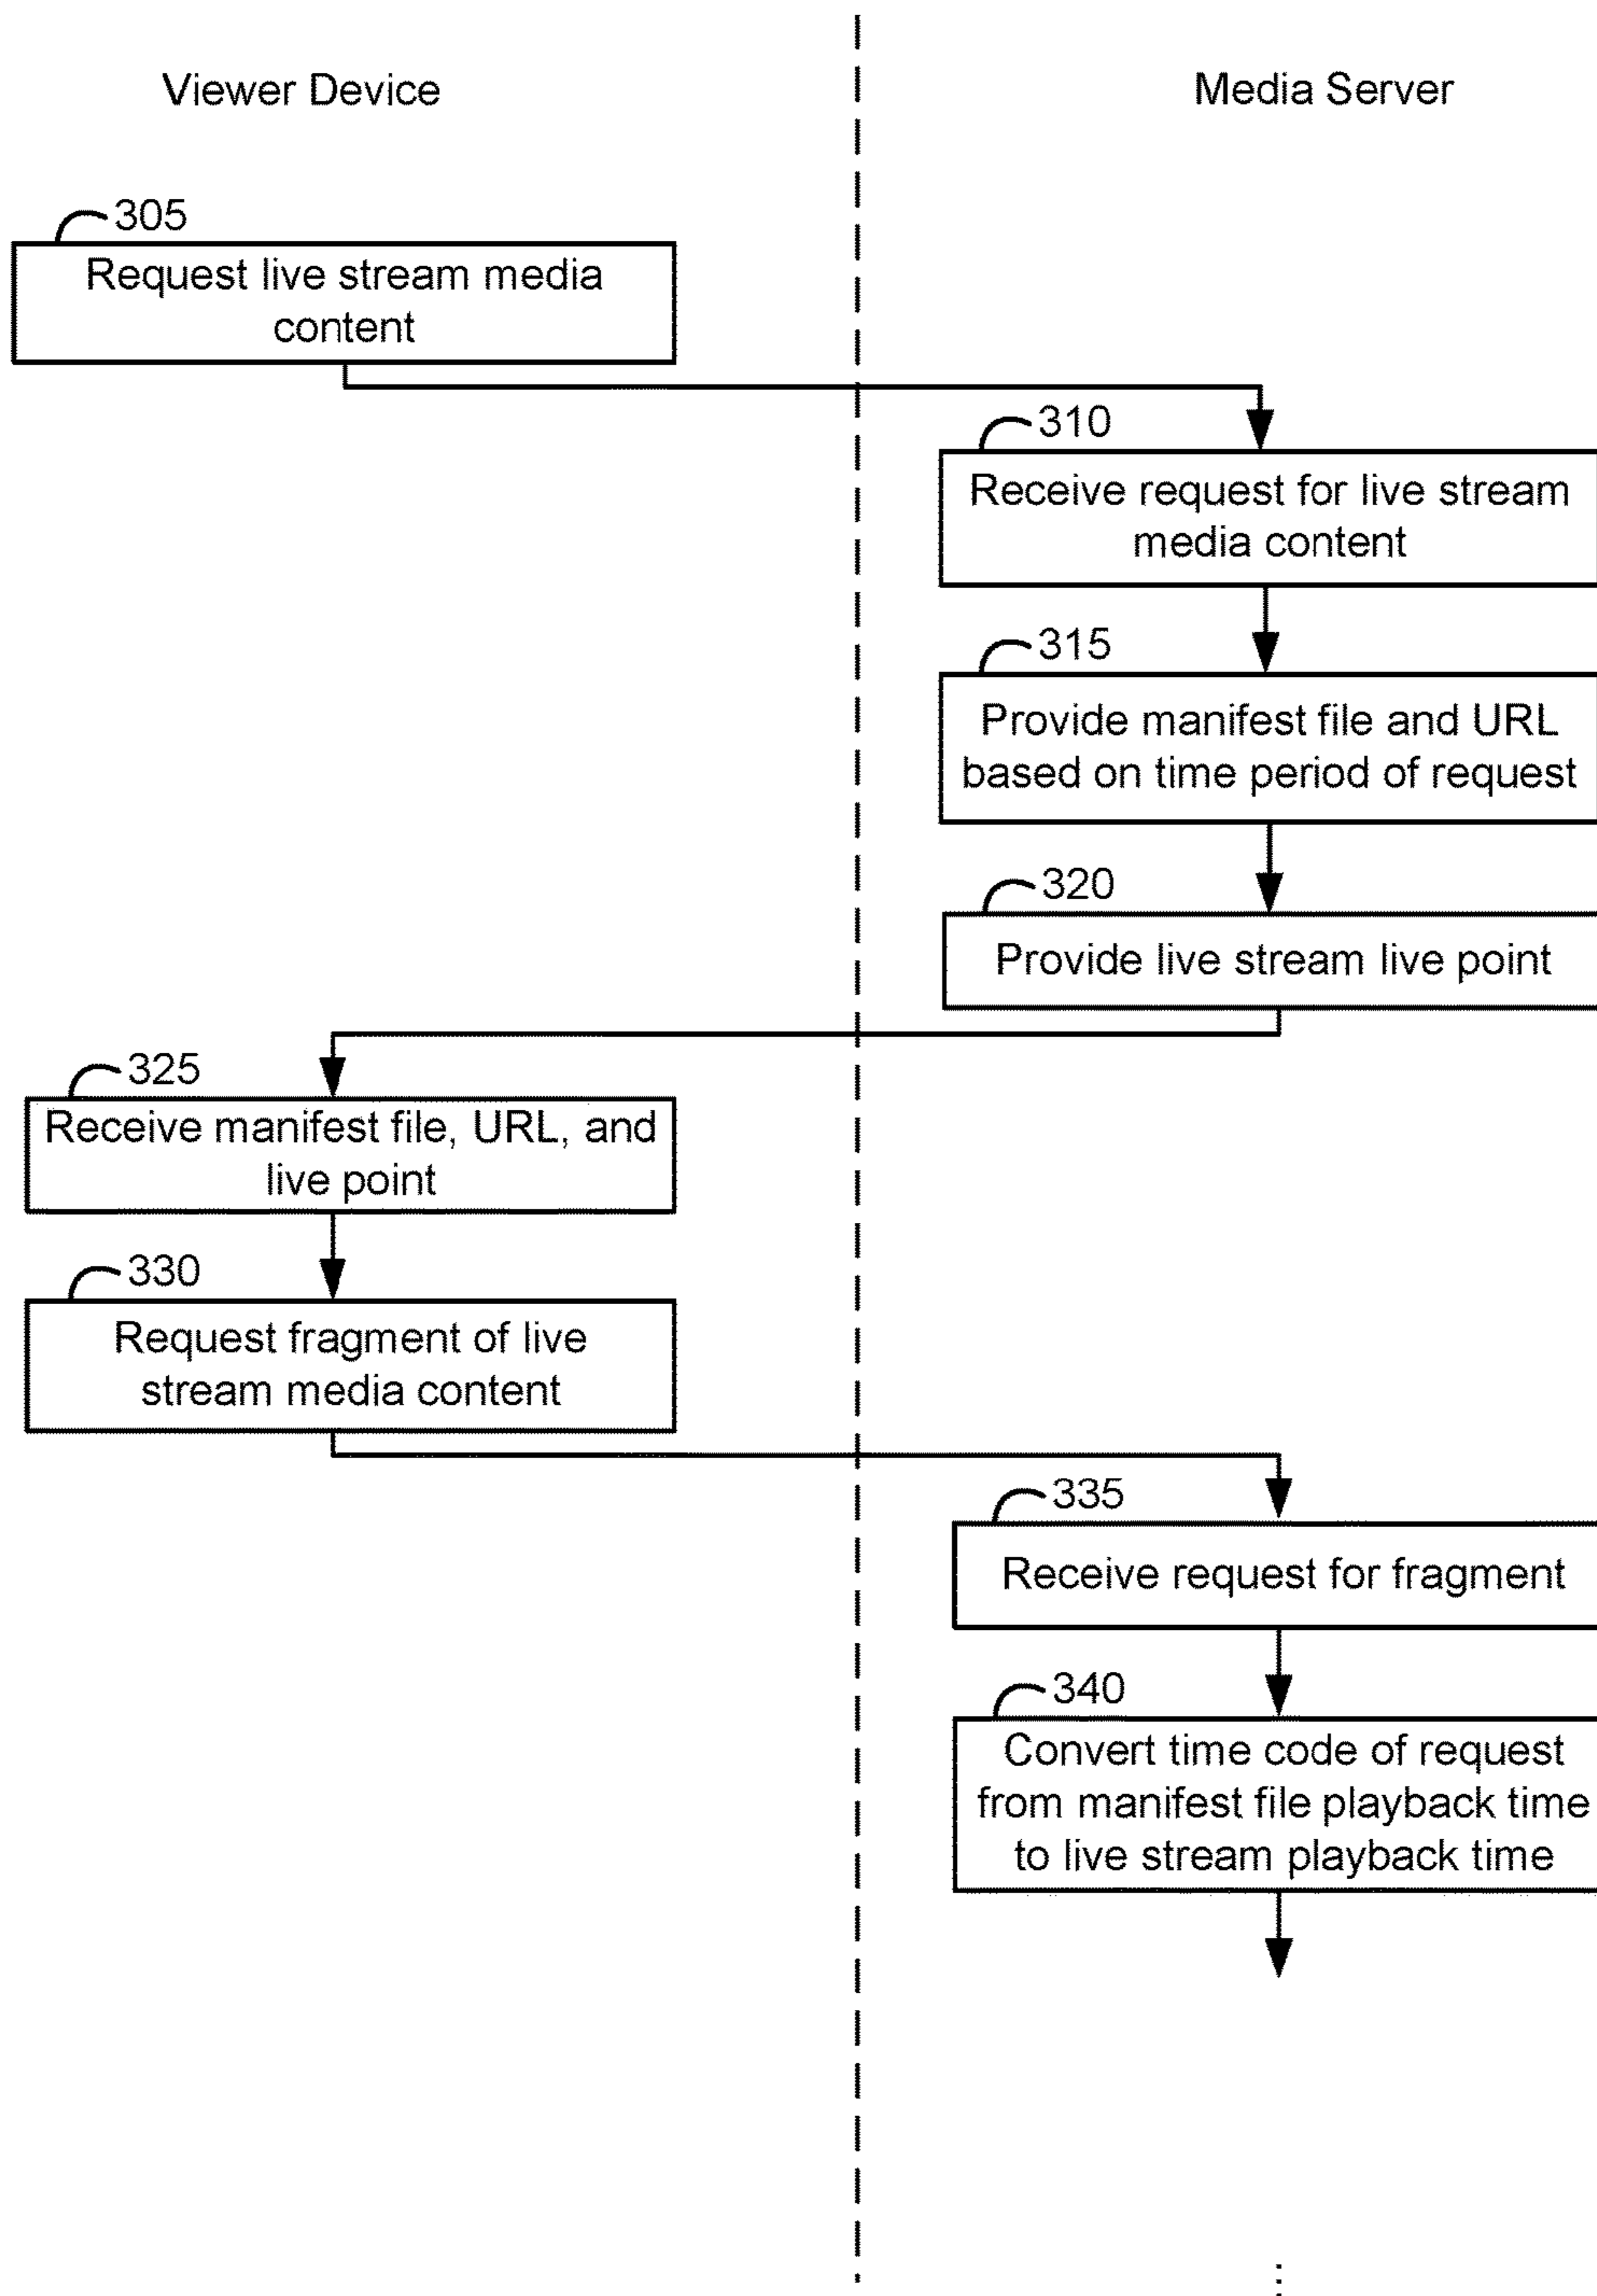 Viewer Device
Media Server
305
Request live stream media
content
310
Receive request for live stream
media content
315
Provide manifest file and URL
based on time period of request
320
Provide live stream live point
325
Receive manifest file, URL, and
live point
330
Request fragment of live
stream media content
335
Receive request for fragment
340
Convert time code of request
from manifest file playback time
to live stream playback time